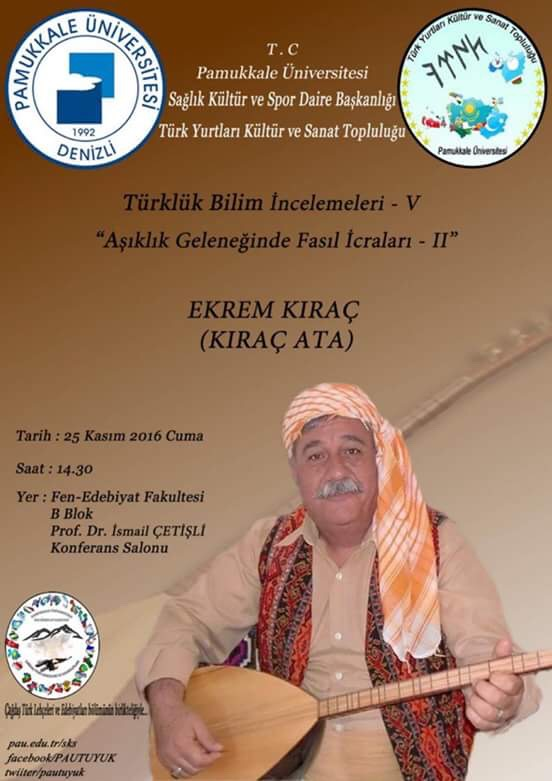 PAMUKKALE ÜNİVERSİTESİ
1992
DENİZLİ
T . C
Pamukkale Üniversitesi
Sağlık Kültür ve Spor Daire Başkanlığı
Türk Yurtları Kültür ve Sanat Topluluğu
Türk Yurtları Kültür ve Sanat Topluluğu
Pamukkale Üniversitesi
Türklük Bilim İncelemeleri - V
“Aşıklık Geleneğinde Fasıl İcraları - II”
EKREM KIRAÇ
(KIRAÇ ATA)
Tarih : 25 Kasım 2016 Cuma
Saat : 14.30
Yer : Fen-Edebiyat Fakultesi
B Blok
Prof. Dr. İsmail ÇETİŞLİ
Konferans Salonu
Çağdaş Türk Lehçeleri ve Edebiyatları bölümünün birlikteliğiyle...
pau.edu.tr/sks
facebook/PAUTUYUK
twiiter/pautuyuk